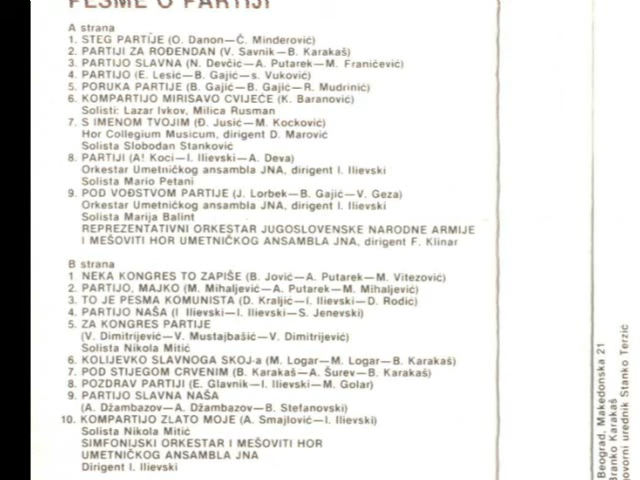 PESME O PARTIJI
A strana
1. STEG PARTIJE (O. Danon—Č. Minderović)
2. PARTIJI ZA ROĐENDAN (V. Savnik—B. Karakaš)
3. PARTIJO SLAVNA (N. Devčić—A. Putarek—M. Franičević)
4. PARTIJO (E. Lesić—B. Gajić—s. Vuković)
5. PORUKA PARTIJE (B. Gajić—B. Gajić—R. Mudrinić)
6. KOMPARTIJO MIRISAVO CVIJEĆE (K. Baranović)
Solisti: Lazar Ivkov, Milica Rusman
7. S IMENOM TVOJIM (Đ. Jusić—M. Kocković)
Hor Collegium Musicum, dirigent D. Marović
Solista Slobodan Stanković
8. PARTIJI (A! Koci—I. Ilievski—A. Deva)
Orkestar Umetničkog ansambla JNA, dirigent I. Ilievski
Solista Mario Petani
9. POD VOĐSTVOM PARTIJE (J. Lorbek—B. Gajić—V. Geza)
Orkestar Umetničkog ansambla JNA, dirigent I. Ilievski
Solista Marija Balint
REPREZENTATIVNI ORKESTAR JUGOSLOVENSKE NARODNE ARMIJE
I MEŠOVITI HOR UMETNIČKOG ANSAMBLA JNA, dirigent F. Klinar
B strana
1 NEKA KONGRES TO ZAPIŠE (B. Jović—A. Putarek—M. Vitezović)
2. PARTIJO, MAJKO (M. Mihaljević—A. Putarek—M. Mihaljević)
3. TO JE PESMA KOMUNISTA (D. Kraljić—I. Ilievski—D. Rodić)
4. PARTIJO NAŠA (I Ilievski—I. Ilievski—S. Jenevski)
5. ZA KONGRES PARTIJE
(V. Dimitrijević—V. Mustajbašić—V. Dimitrijević)
Solista Nikola Mitić
6. KOLIJEVKO SLAVNOGA SKOJ-a (M. Logar—M. Logar—B. Karakaš)
7. POD STIJEGOM CRVENIM (B. Karakaš—A. Šurev—B. Karakaš)
8. POZDRAV PARTIJI (E. Glavnik—I. Ilievski—M. Golar)
9. PARTIJO SLAVNA NAŠA
(A. Džambazov—A. Džambazov—B. Stefanovski)
10. KOMPARTIJO ZLATO MOJE (A. Smajlović—I. Ilievski)
Solista Nikola Mitić
SIMFONIJSKI ORKESTAR I MEŠOVITI HOR
UMETNIČKOG ANSAMBLA JNA
Dirigent I. Ilievski
Beograd, Makedonska 21
Branko Karakaš
govorni urednik Stanko Terzić